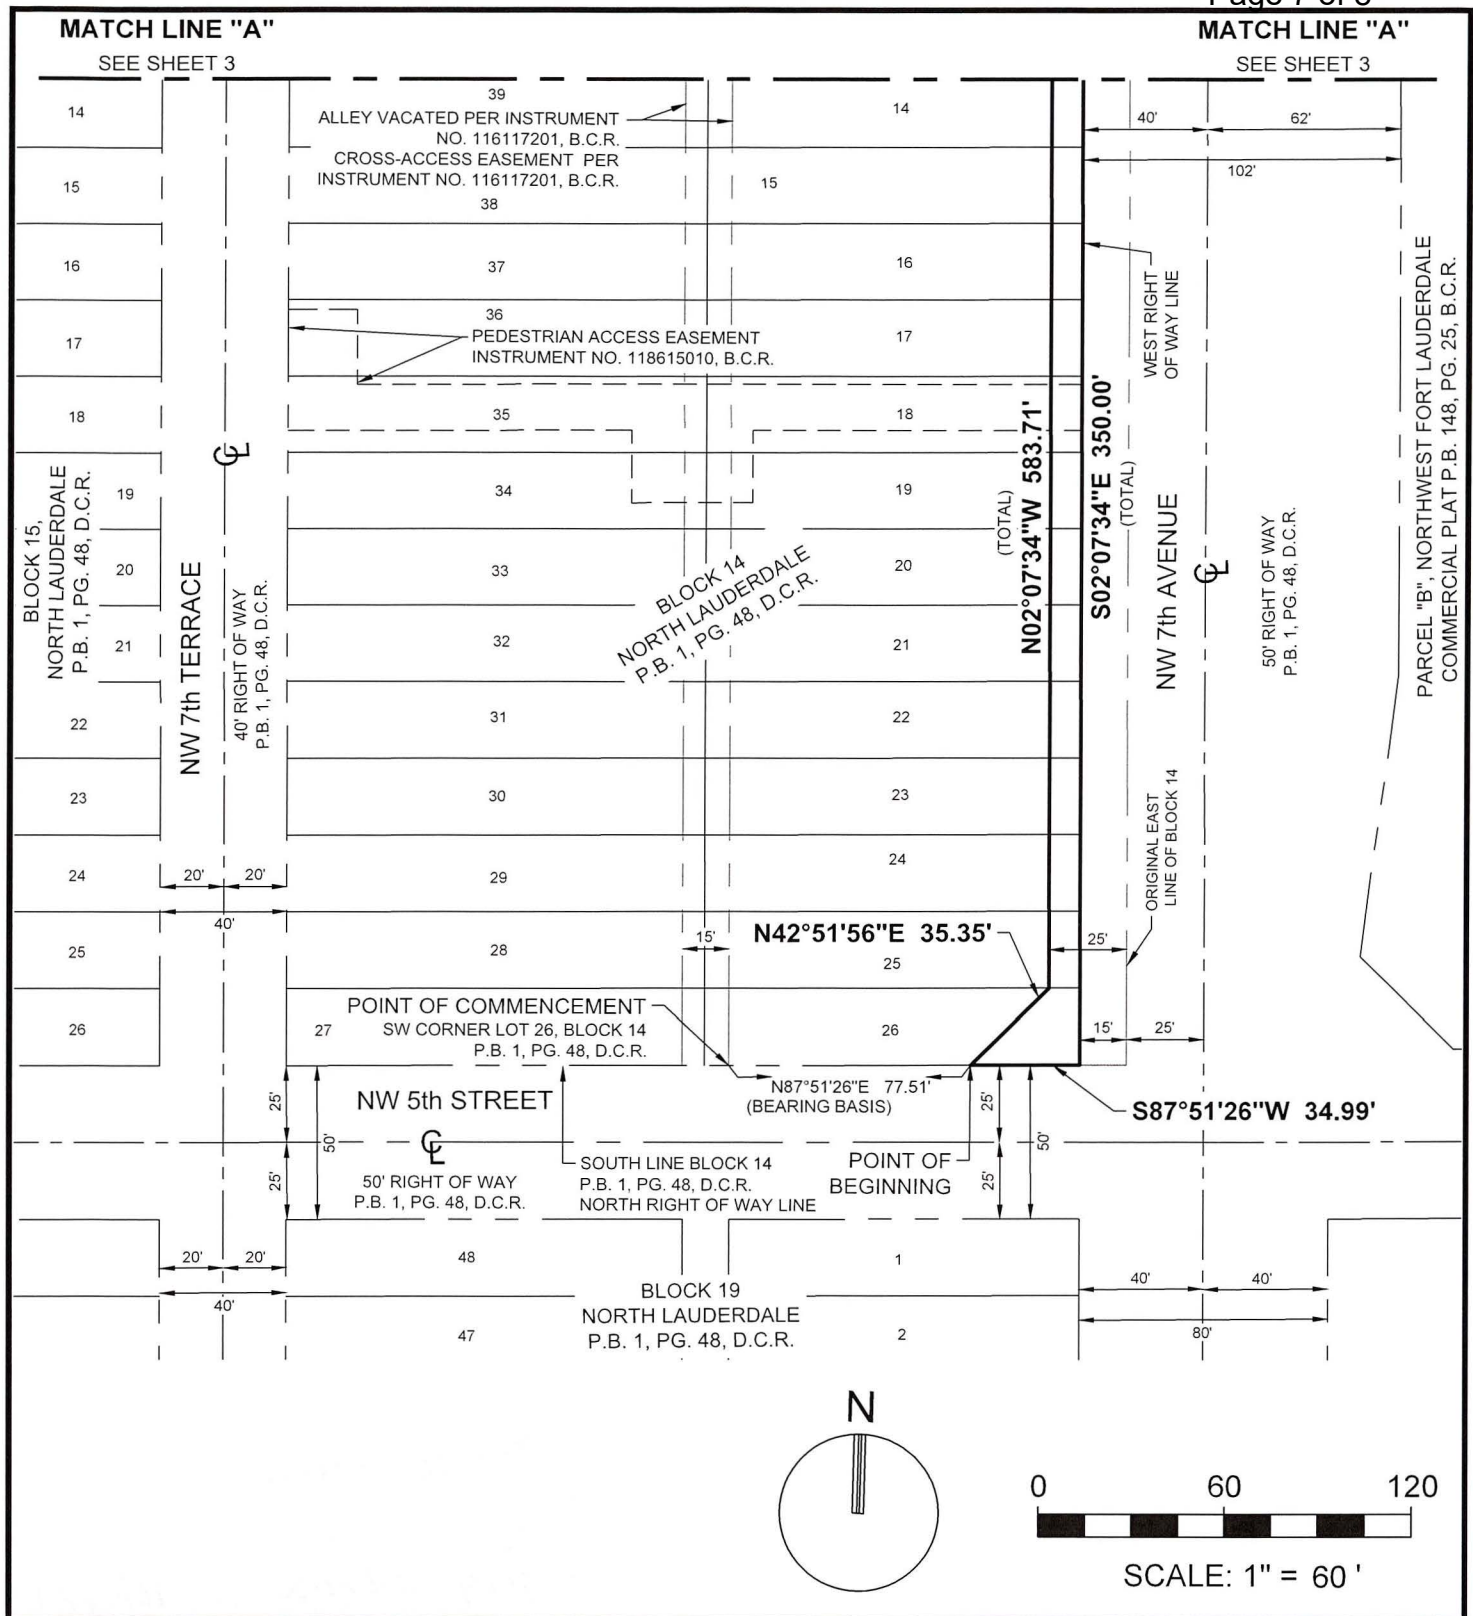 MATCH LINE "A"
SEE SHEET 3
MATCH LINE "A"
SEE SHEET 3
14
15
16
17
18
19
20
21
22
23
24
25
26
BLOCK 15,
NORTH LAUDERDALE
P.B. 1, PG. 48, D.C.R.
NW 7th TERRACE
40' RIGHT OF WAY
P.B. 1, PG. 48, D.C.R.
20'
20'
40'
39
ALLEY VACATED PER INSTRUMENT
NO. 116117201, B.C.R.
CROSS-ACCESS EASEMENT PER
INSTRUMENT NO. 116117201, B.C.R.
38
37
36
PEDESTRIAN ACCESS EASEMENT
INSTRUMENT NO. 118615010, B.C.R.
35
34
33
32
31
30
29
28
27
BLOCK 14
NORTH LAUDERDALE
P.B. 1, PG. 48, D.C.R.
14
15
16
17
18
19
20
21
22
23
24
25
26
N02°07'34"W 583.71'
(TOTAL)
S02°07'34"E 350.00'
(TOTAL)
40'
62'
102'
WEST RIGHT
OF WAY LINE
NW 7th AVENUE
50' RIGHT OF WAY
P.B. 1, PG. 48, D.C.R.
PARCEL "B", NORTHWEST FORT LAUDERDALE
COMMERCIAL PLAT P.B. 148, PG. 25, B.C.R.
ORIGINAL EAST
LINE OF BLOCK 14
15'
N42°51'56"E 35.35'
25'
15'
25'
POINT OF COMMENCEMENT
SW CORNER LOT 26, BLOCK 14
P.B. 1, PG. 48, D.C.R.
N87°51'26"E 77.51'
(BEARING BASIS)
S87°51'26"W 34.99'
NW 5th STREET
50' RIGHT OF WAY
P.B. 1, PG. 48, D.C.R.
25'
25'
50'
SOUTH LINE BLOCK 14
P.B. 1, PG. 48, D.C.R.
NORTH RIGHT OF WAY LINE
POINT OF
BEGINNING
25'
25'
50'
20'
20'
40'
48
47
BLOCK 19
NORTH LAUDERDALE
P.B. 1, PG. 48, D.C.R.
1
2
40'
40'
80'
N
0 60 120
SCALE: 1" = 60 '